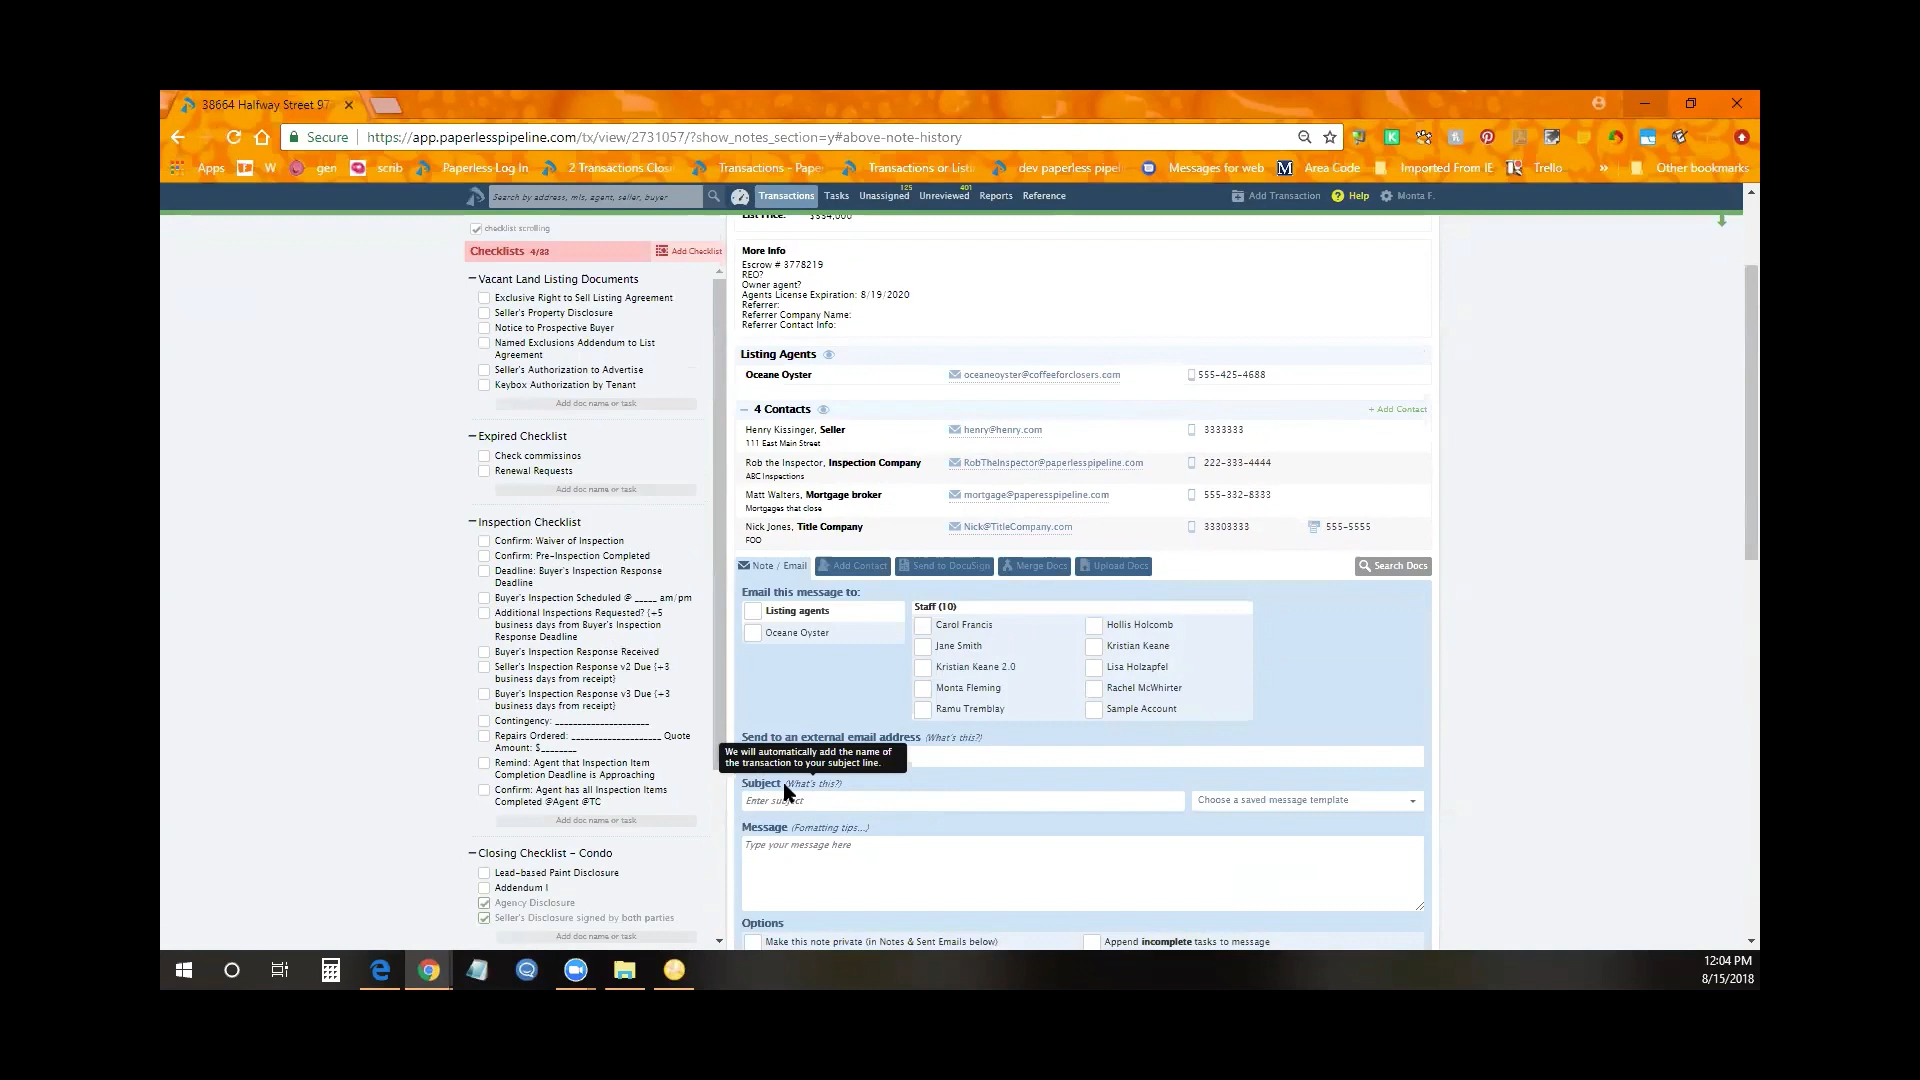 38664 Halfway Street 97
Secure
https://app.paperlesspipeline.com/tx/view/2731057/?show_notes_section=y#above-note-history
Apps
W
gen
scrib
Paperless Log In
2 Transactions Clos
Transactions - Pape
Transactions or Listi
dev paperless pipel
Messages for web
M
Area Code
Imported From IE
Trello
»
Other bookmarks
Search by address, mls, agent, seller, buyer
Transactions
Tasks
Unassigned 125
Unreviewed 401
Reports
Reference
Add Transaction
Help
Monta F.
checklist scrolling
Checklists 4/33
Add Checklist
Vacant Land Listing Documents
Exclusive Right to Sell Listing Agreement
Seller's Property Disclosure
Notice to Prospective Buyer
Named Exclusions Addendum to List
Agreement
Seller's Authorization to Advertise
Keybox Authorization by Tenant
Add doc name or task
Expired Checklist
Check commissinos
Renewal Requests
Add doc name or task
Inspection Checklist
Confirm: Waiver of Inspection
Confirm: Pre-Inspection Completed
Deadline: Buyer's Inspection Response
Deadline
Buyer's Inspection Scheduled @ _____ am/pm
Additional Inspections Requested? {+5
business days from Buyer's Inspection
Response Deadline
Buyer's Inspection Response Received
Seller's Inspection Response v2 Due {+3
business days from receipt}
Buyer's Inspection Response v3 Due {+3
business days from receipt}
Contingency: _____________________
Repairs Ordered: ____________________ Quote
Amount: $________
Remind: Agent that Inspection Item
Completion Deadline is Approaching
Confirm: Agent has all Inspection Items
Completed @Agent @TC
Add doc name or task
Closing Checklist - Condo
Lead-based Paint Disclosure
Addendum I
Agency Disclosure
Seller's Disclosure signed by both parties
Add doc name or task
List Price: $534,000
More Info
Escrow # 3778219
REO?
Owner agent?
Agents License Expiration: 8/19/2020
Referrer:
Referrer Company Name:
Referrer Contact Info:
Listing Agents
Oceane Oyster oceaneoyster@coffeeforclosers.com 555-425-4688
4 Contacts + Add Contact
Henry Kissinger, Seller henry@henry.com 3333333
111 East Main Street
Rob the Inspector, Inspection Company RobTheInspector@paperlesspipeline.com 222-333-4444
ABC Inspections
Matt Walters, Mortgage broker mortgage@paperesspipeline.com 555-332-8333
Mortgages that close
Nick Jones, Title Company Nick@TitleCompany.com 33303333 555-5555
FOO
Note / Email
Add Contact
Send to DocuSign
Merge Docs
Upload Docs
Search Docs
Email this message to:
Listing agents
Oceane Oyster
Staff (10)
Carol Francis Hollis Holcomb
Jane Smith Kristian Keane
Kristian Keane 2.0 Lisa Holzapfel
Monta Fleming Rachel McWhirter
Ramu Tremblay Sample Account
Send to an external email address (What's this?)
We will automatically add the name of
the transaction to your subject line.
Subject (What's this?)
Enter subject
Choose a saved message template
Message (Fomatting tips...)
Type your message here
Options
Make this note private (in Notes & Sent Emails below)
Append incomplete tasks to message
12:04 PM
8/15/2018